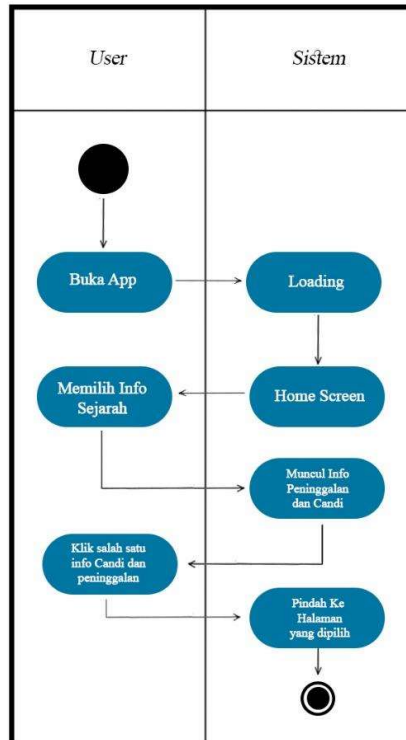 User
Sistem
Buka App
Loading
Memilih Info
Sejarah
Home Screen
Muncul Info
Peninggalan
dan Candi
Klik salah satu
info Candi dan
peninggalan
Pindah Ke
Halaman
yang dipilih